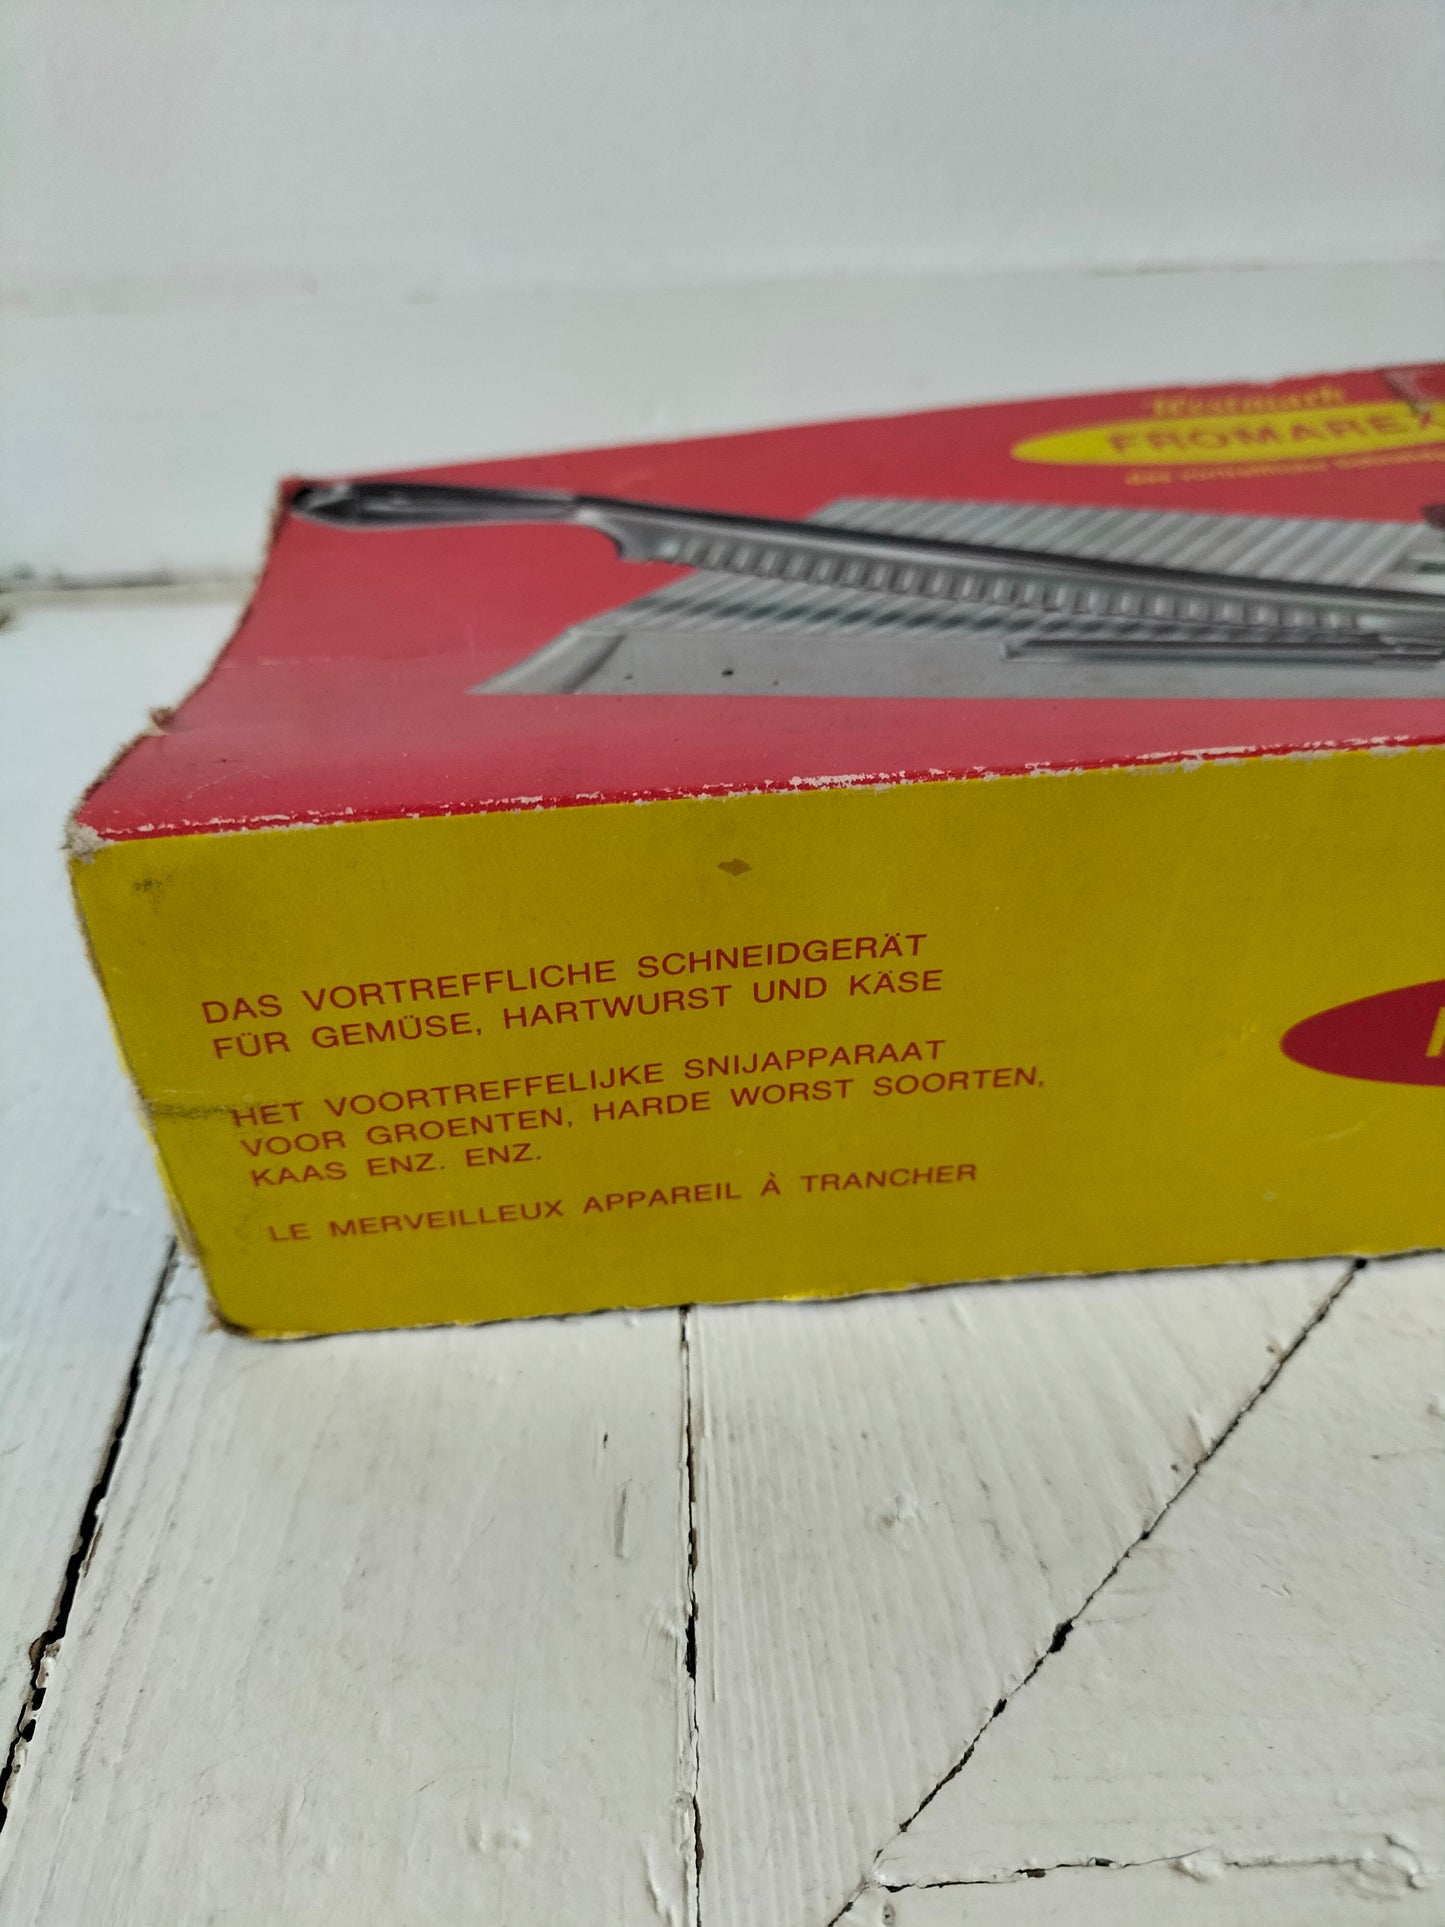 Westmark
FROMAREX
DAS VORTREFFLICHE SCHNEIDGERÄT
FÜR GEMÜSE, HARTWURST UND KÄSE
HET VOORTREFFELIJKE SNIJAPPARAAT
VOOR GROENTEN, HARDE WORST SOORTEN,
KAAS ENZ. ENZ.
LE MERVEILLEUX APPAREIL À TRANCHER